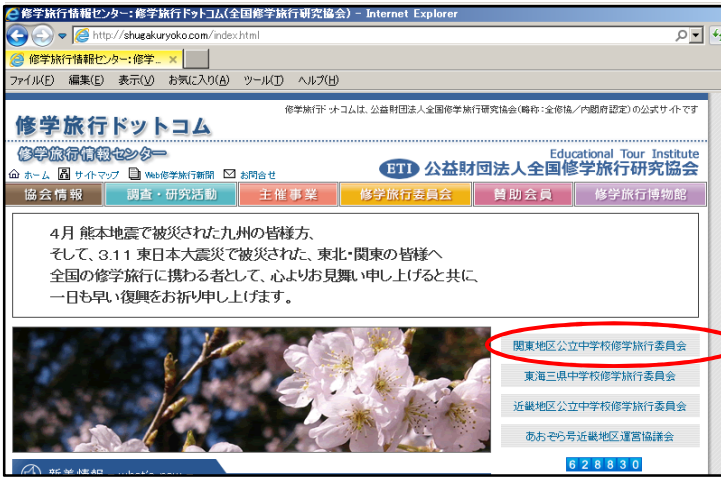 修学旅行情報センター：修学旅行ドットコム(全国修学旅行研究協会) - Internet Explorer
http://shugakuryoko.com/index.html
修学旅行情報センター：修学...
ファイル(F) 編集(E) 表示(V) お気に入り(A) ツール(T) ヘルプ(H)
修学旅行ドットコムは、公益財団法人全国修学旅行研究協会(略称：全修協／内閣府認定)の公式サイトです
修学旅行ドットコム
修学旅行情報センター
Educational Tour Institute
ETI 公益財団法人全国修学旅行研究協会
ホーム サイトマップ Web修学旅行新聞 お問合せ
協会情報 調査・研究活動 主催事業 修学旅行委員会 賛助会員 修学旅行博物館
4月 熊本地震で被災された九州の皆様方、
そして、3.11 東日本大震災で被災された、東北・関東の皆様へ
全国の修学旅行に携わる者として、心よりお見舞い申し上げると共に、
一日も早い復興をお祈り申し上げます。
関東地区公立中学校修学旅行委員会
東海三県中学校修学旅行委員会
近畿地区公立中学校修学旅行委員会
あおぞら号近畿地区運営協議会
628830
新着情報 - what's new -